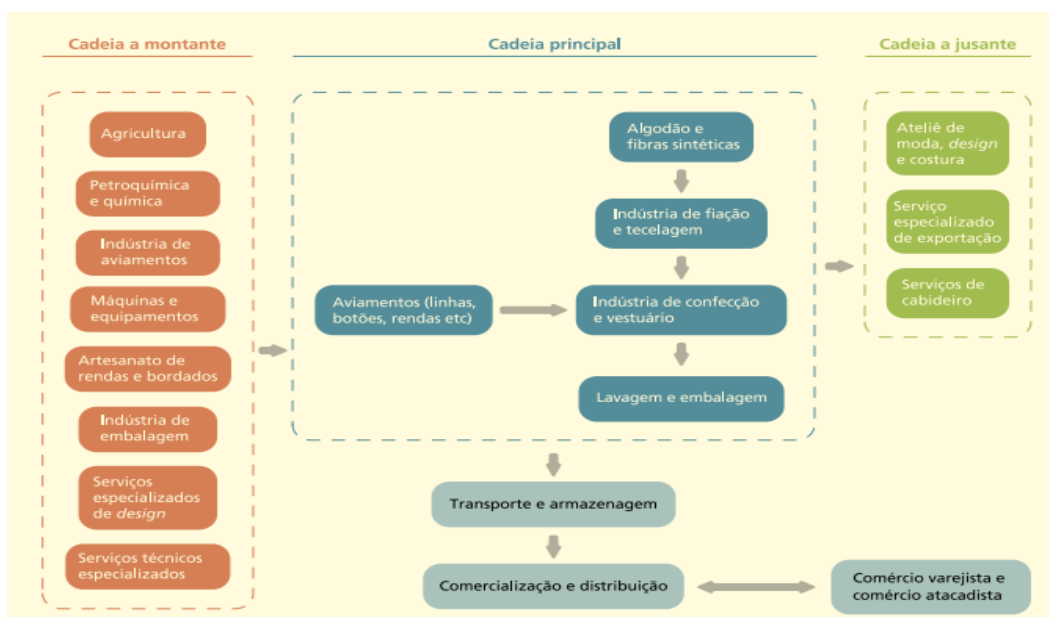 Cadeia a montante
Cadeia principal
Cadeia a jusante
Agricultura
Petroquímica
e química
Indústria de
aviamentos
Máquinas e
equipamentos
Artesanato de
rendas e bordados
Indústria de
embalagem
Serviços
especializados
de design
Serviços técnicos
especializados
Algodão e
fibras sintéticas
Indústria de fiação
e tecelagem
Aviamentos (linhas,
botões, rendas etc)
Indústria de confecção
e vestuário
Lavagem e embalagem
Ateliê de
moda, design
e costura
Serviço
especializado
de exportação
Serviços de
cabideiro
Transporte e armazenagem
Comercialização e distribuição
Comércio varejista e
comércio atacadista